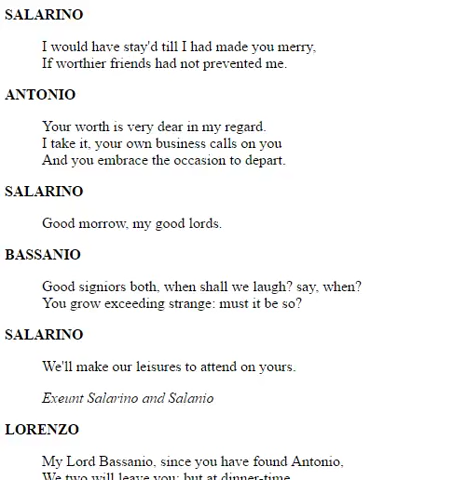 SALARINO
I would have stay'd till I had made you merry,
If worthier friends had not prevented me.
ANTONIO
Your worth is very dear in my regard.
I take it, your own business calls on you
And you embrace the occasion to depart.
SALARINO
Good morrow, my good lords.
BASSANIO
Good signiors both, when shall we laugh? say, when?
You grow exceeding strange: must it be so?
SALARINO
We'll make our leisures to attend on yours.
Exeunt Salarino and Salanio
LORENZO
My Lord Bassanio, since you have found Antonio,
We two will leave you: but at dinner-time